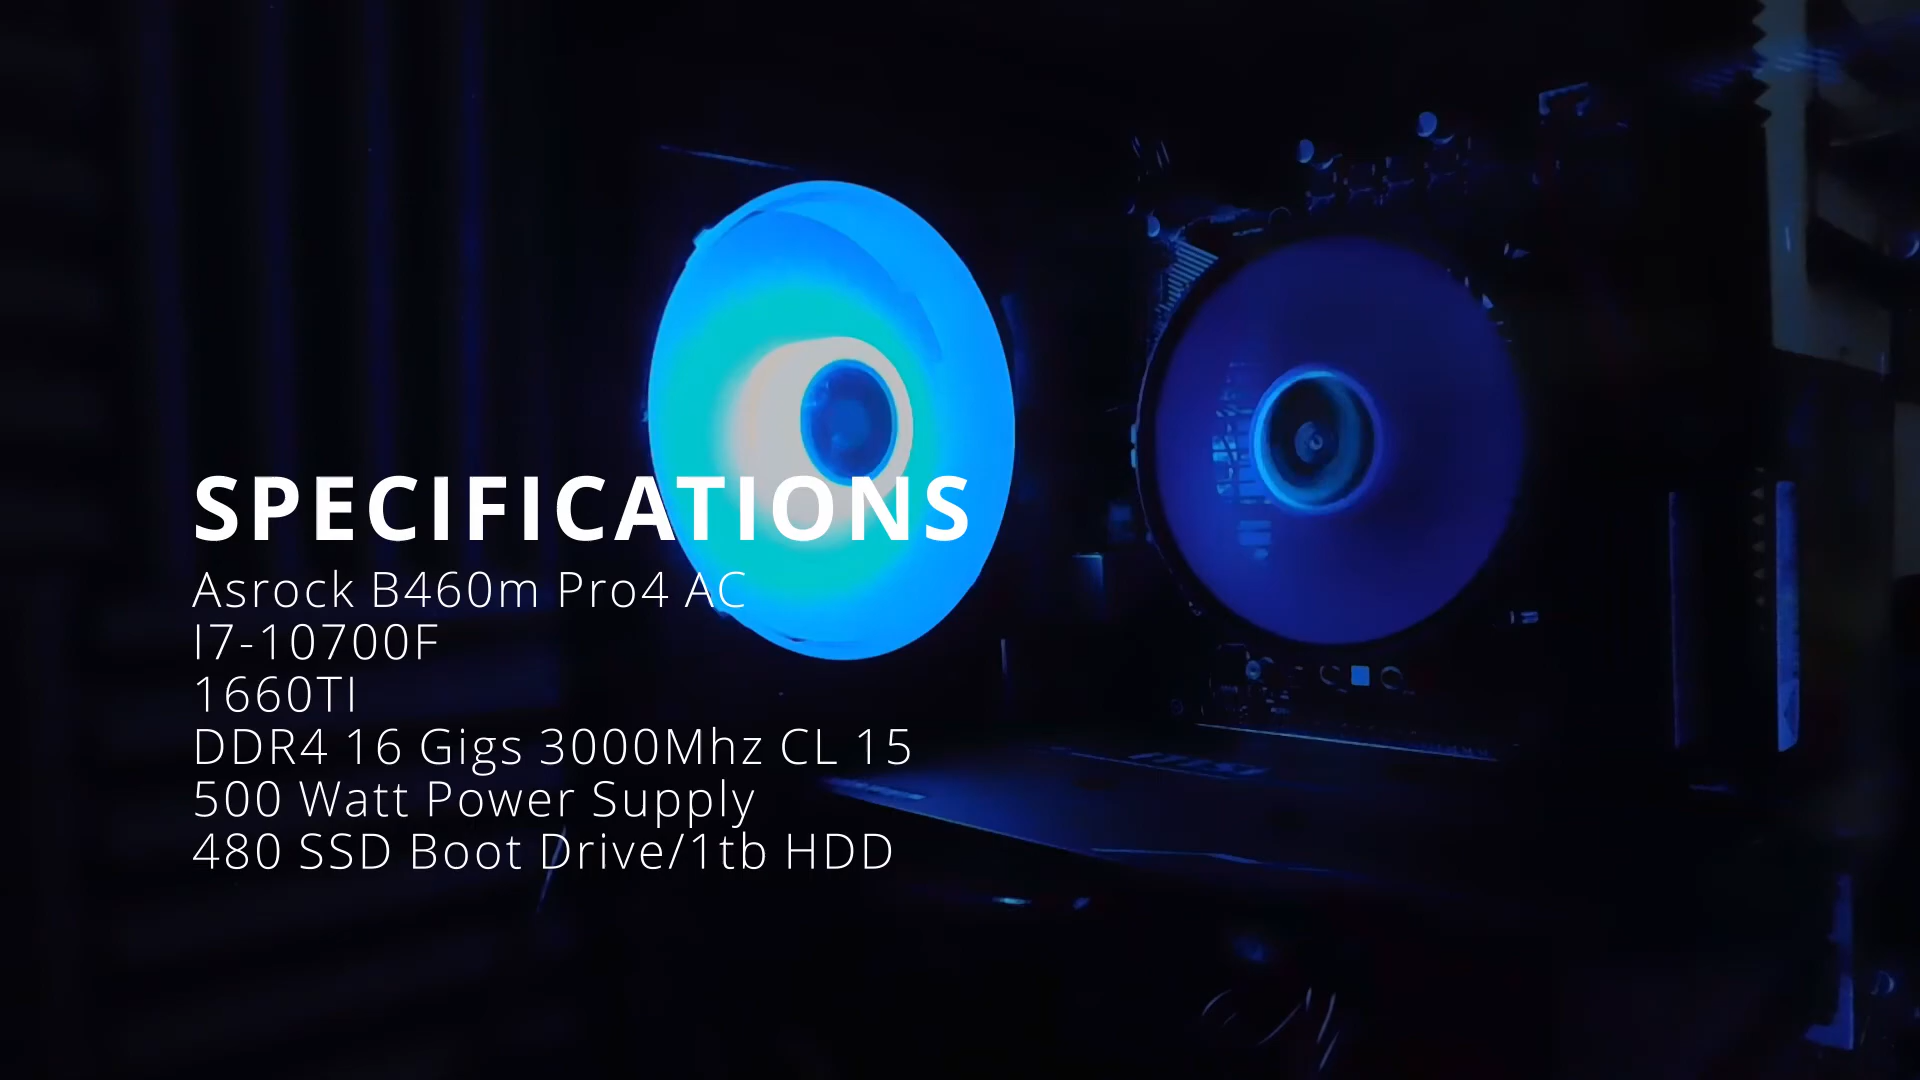 SPECIFICATIONS
Asrock B460m Pro4 AC
I7-10700F
1660TI
DDR4 16 Gigs 3000Mhz CL 15
500 Watt Power Supply
480 SSD Boot Drive/1tb HDD